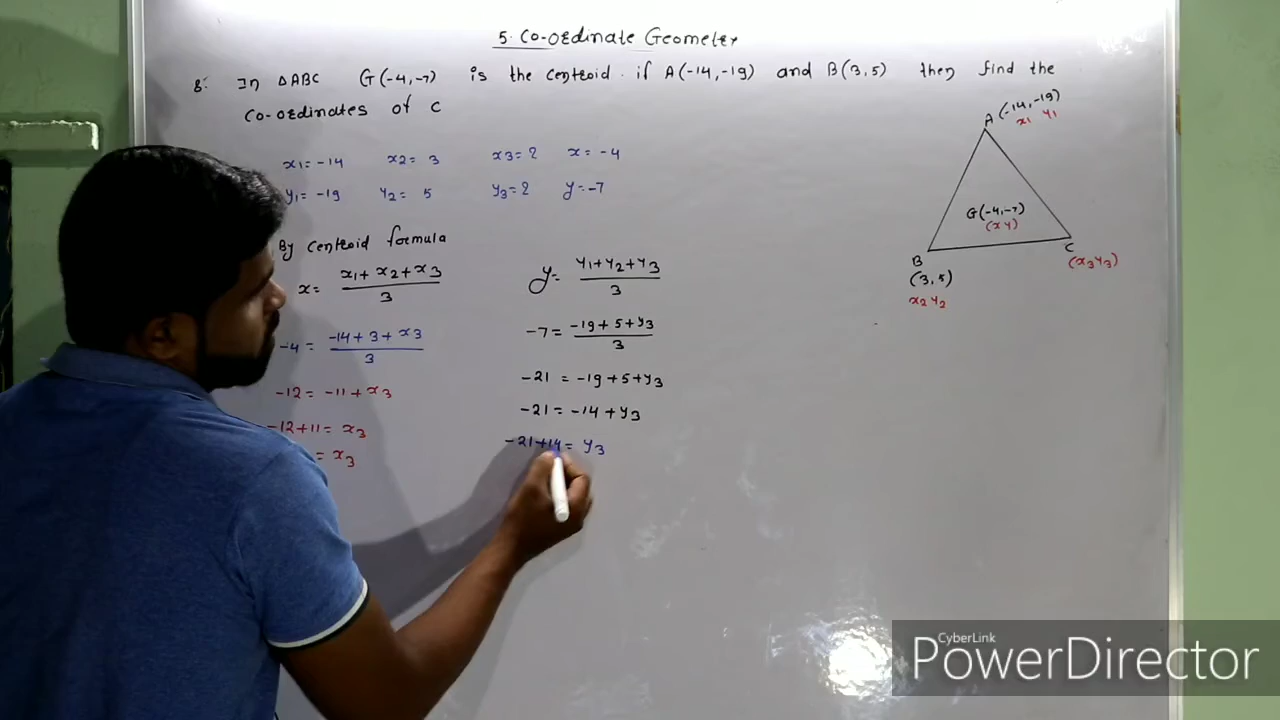 5. Co-ordinate Geometry
8. In △ABC G(-4,-7) is the centroid. if A(-14,-19) and B(3,5) then find the
co-ordinates of C
x1= -14 x2= 3 x3=? x= -4
y1= -19 y2= 5 y3=? y= -7
By centroid formula
x= (x1+x2+x3)/3
y= (y1+y2+y3)/3
-4 = (-14+3+x3)/3
-7 = (-19+5+y3)/3
-12= -11+x3
-21 = -19+5+y3
-12+11= x3
-21= -14+y3
= x3
-21+14= y3
A(-14,-19)
x1 y1
G(-4,-7)
(x y)
B
(3,5)
x2 y2
C
(x3 y3)
CyberLink
PowerDirector